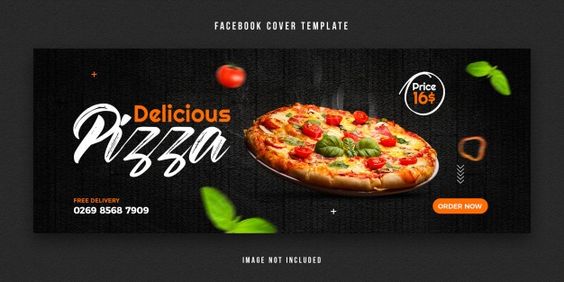 FACEBOOK COVER TEMPLATE
Delicious
Pizza
Price
16$
FREE DELIVERY
0269 8568 7909
ORDER NOW
IMAGE NOT INCLUDED